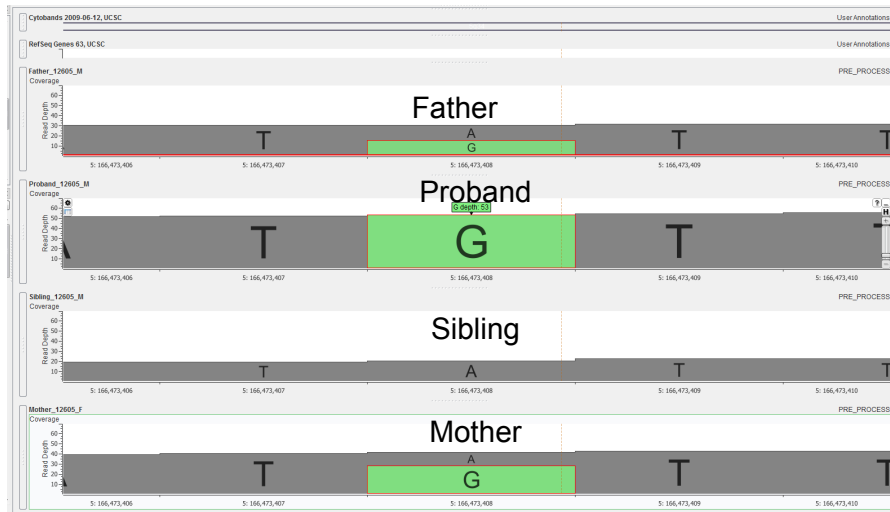 Cytobands 2009-06-12, UCSC User Annotations
RefSeq Genes 63, UCSC User Annotations
Father_12605_M PRE_PROCESS
Coverage
Father
Read Depth
60
50
40
30
20
10
T A G T T
5: 166,473,406 5: 166,473,407 5: 166,473,408 5: 166,473,409 5: 166,473,410
Proband_12605_M PRE_PROCESS
Coverage
Proband
G depth: 53
?
H
Read Depth
70
60
50
40
30
20
10
A T G T T
5: 166,473,406 5: 166,473,407 5: 166,473,408 5: 166,473,409 5: 166,473,410
Sibling_12605_M PRE_PROCESS
Coverage
Sibling
Read Depth
60
50
40
30
20
10
T A T T
5: 166,473,406 5: 166,473,407 5: 166,473,408 5: 166,473,409 5: 166,473,410
Mother_12605_F PRE_PROCESS
Coverage
Mother
Read Depth
60
50
40
30
20
10
A T A G T T
5: 166,473,406 5: 166,473,407 5: 166,473,408 5: 166,473,409 5: 166,473,410